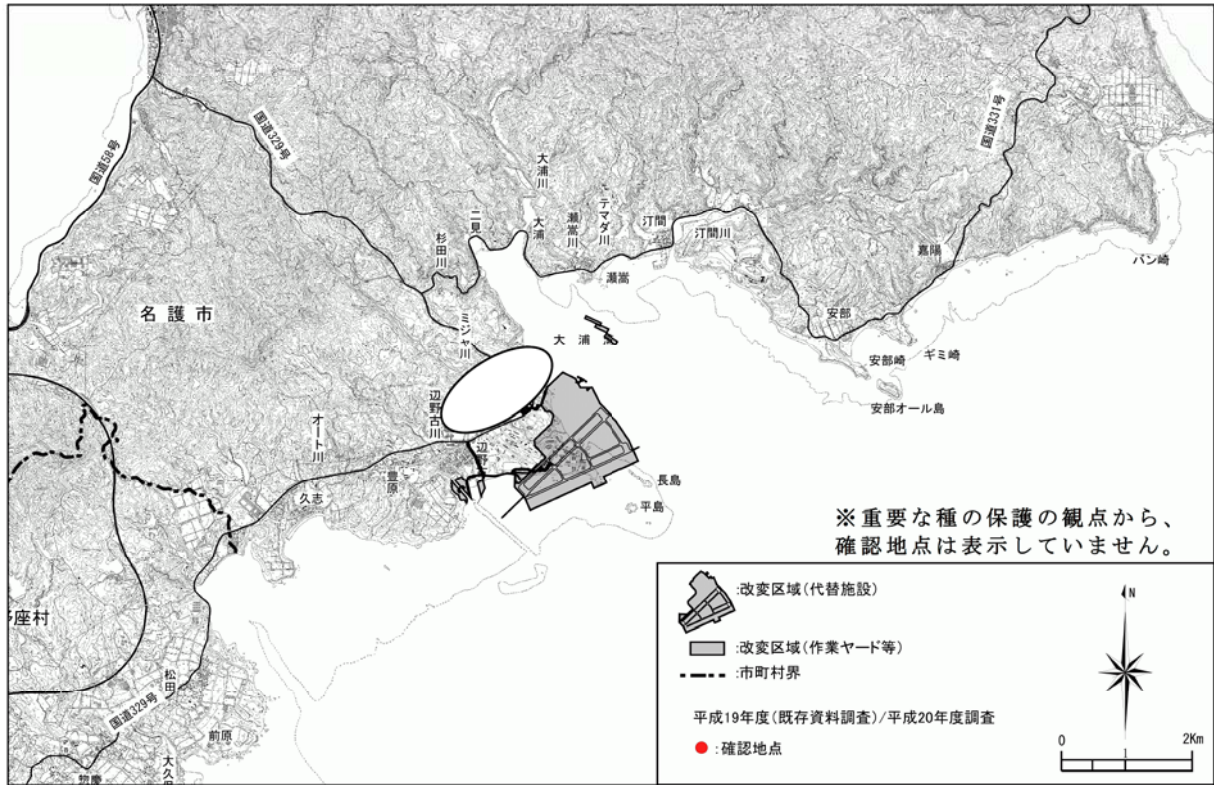 国道58号
国道329号
国道331号
大浦川
二見
大浦
瀬嵩川
テマダ川
汀間
汀間川
杉田川
瀬嵩
嘉陽
バン崎
名護市
ミジャ川
大浦
安部
安部崎
ギミ崎
安部オール島
辺野古川
オート川
辺野
豊原
久志
長島
平島
※重要な種の保護の観点から、
確認地点は表示していません。
座村
松田
国道329号
前原
惣慶
:改変区域(代替施設)
:改変区域(作業ヤード等)
:市町村界
平成19年度(既存資料調査)/平成20年度調査
:確認地点
N
0 1 2Km